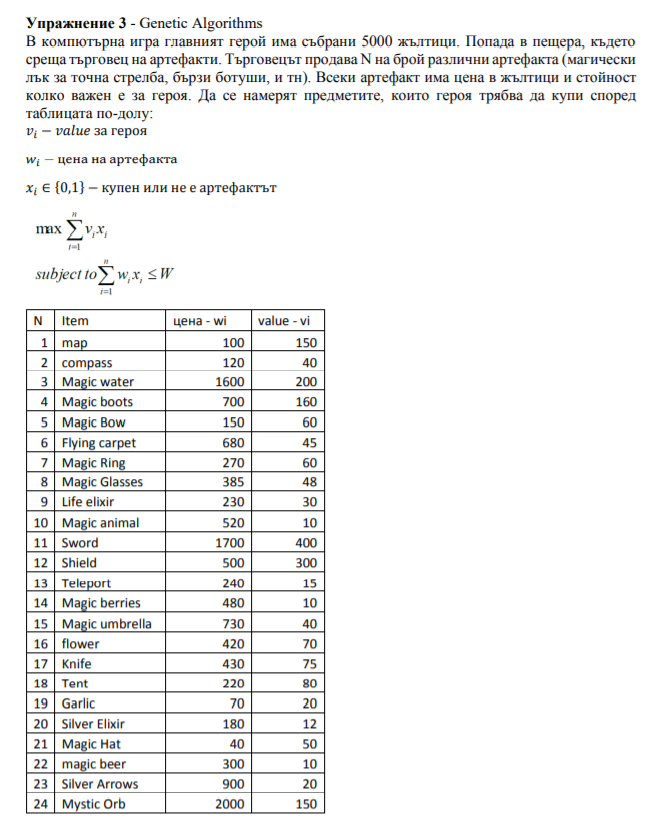 Упражнение 3 - Genetic Algorithms
В компютърна игра главният герой има събрани 5000 жълтици. Попада в пещера, където
среща търговец на артефакти. Търговецът продава N на брой различни артефакта (магически
лък за точна стрелба, бързи ботуши, и тн). Всеки артефакт има цена в жълтици и стойност
колко важен е за героя. Да се намерят предметите, които героя трябва да купи според
таблицата по-долу:
v_i − value за героя
w_i − цена на артефакта
x_i ∈ {0,1} − купен или не е артефактът
max ∑_{i=1}^{n} v_i x_i
subject to ∑_{i=1}^{n} w_i x_i ≤ W
N Item цена - wi value - vi
1 map 100 150
2 compass 120 40
3 Magic water 1600 200
4 Magic boots 700 160
5 Magic Bow 150 60
6 Flying carpet 680 45
7 Magic Ring 270 60
8 Magic Glasses 385 48
9 Life elixir 230 30
10 Magic animal 520 10
11 Sword 1700 400
12 Shield 500 300
13 Teleport 240 15
14 Magic berries 480 10
15 Magic umbrella 730 40
16 flower 420 70
17 Knife 430 75
18 Tent 220 80
19 Garlic 70 20
20 Silver Elixir 180 12
21 Magic Hat 40 50
22 magic beer 300 10
23 Silver Arrows 900 20
24 Mystic Orb 2000 150